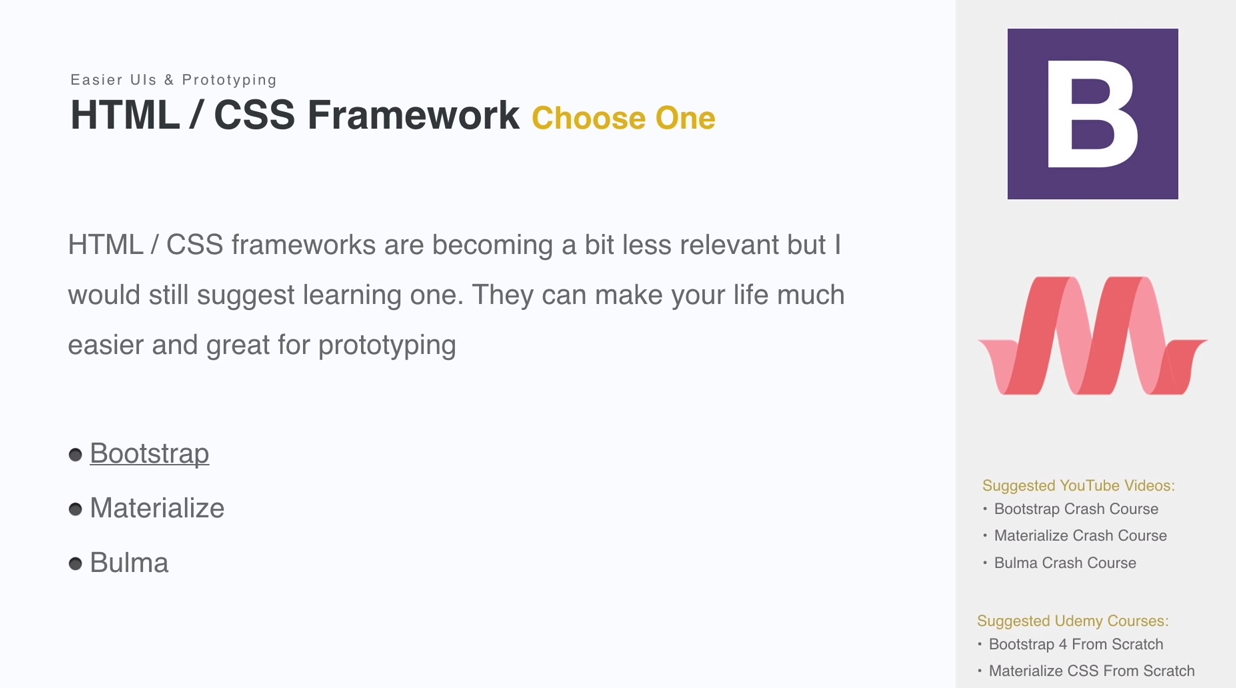 Easier UIs & Prototyping
HTML / CSS Framework Choose One
HTML / CSS frameworks are becoming a bit less relevant but I
would still suggest learning one. They can make your life much
easier and great for prototyping
• Bootstrap
• Materialize
• Bulma
B
Suggested YouTube Videos:
• Bootstrap Crash Course
• Materialize Crash Course
• Bulma Crash Course
Suggested Udemy Courses:
• Bootstrap 4 From Scratch
• Materialize CSS From Scratch